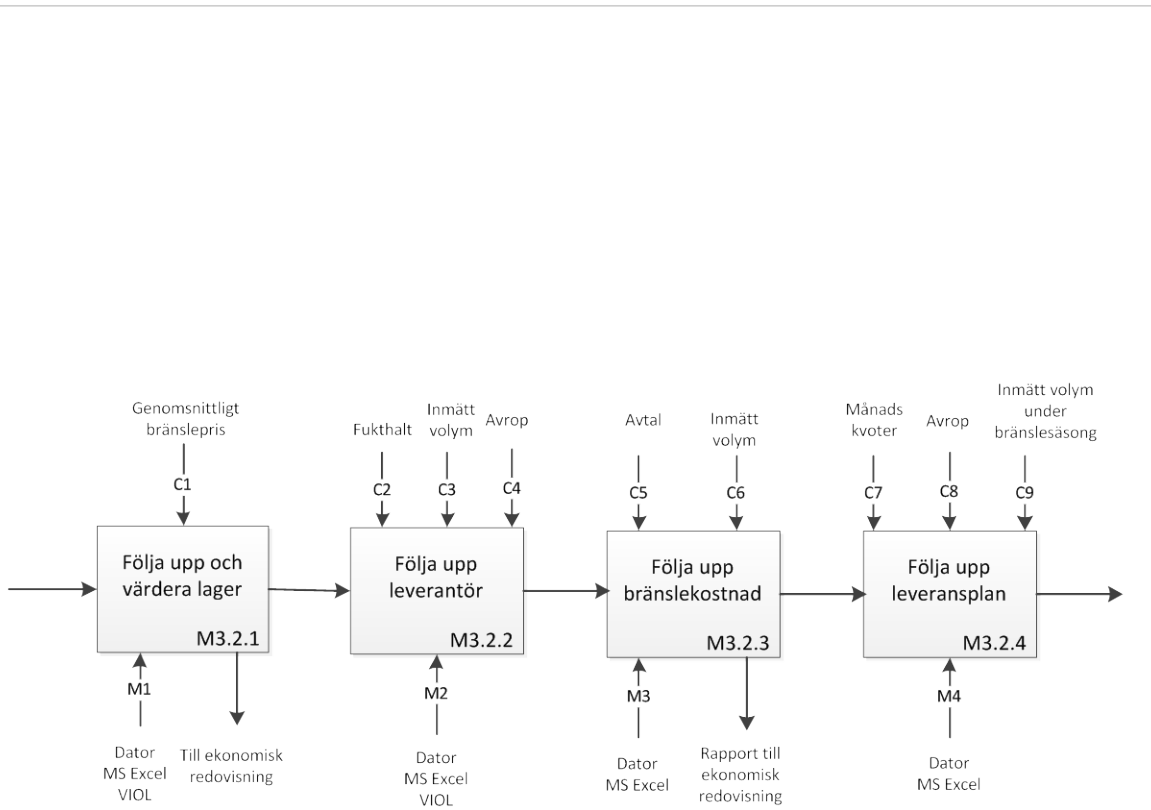 Genomsnittligt
bränslepris
C1
Följa upp och
värdera lager
M3.2.1
M1
Dator
MS Excel
VIOL
Till ekonomisk
redovisning
Fukthalt
C2
Inmätt
volym
C3
Avrop
C4
Följa upp
leverantör
M3.2.2
M2
Dator
MS Excel
VIOL
Avtal
C5
Inmätt
volym
C6
Följa upp
bränslekostnad
M3.2.3
M3
Dator
MS Excel
Rapport till
ekonomisk
redovisning
Månads
kvoter
C7
Avrop
C8
Inmätt volym
under
bränslesäsong
C9
Följa upp
leveransplan
M3.2.4
M4
Dator
MS Excel